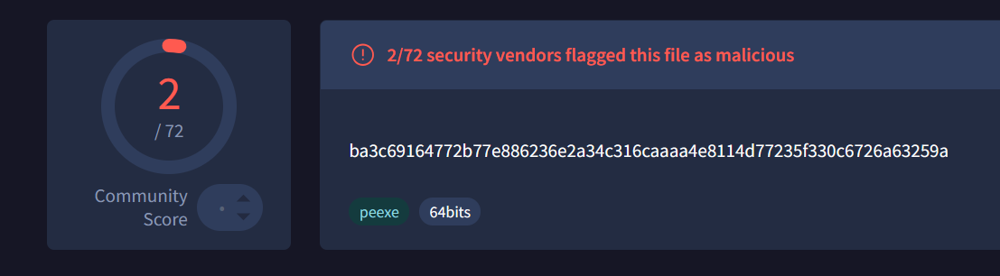 2
/ 72
Community
Score
2/72 security vendors flagged this file as malicious
ba3c69164772b77e886236e2a34c316caaaa4e8114d77235f330c6726a63259a
peexe
64bits